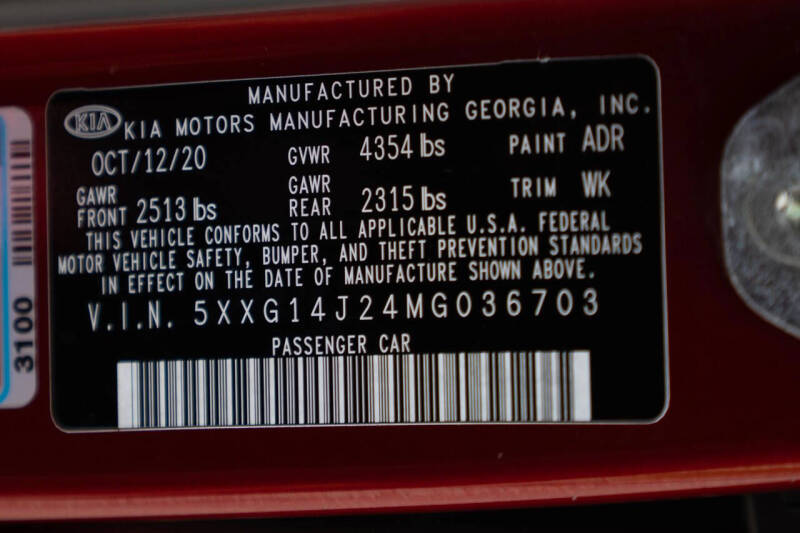 MANUFACTURED BY
KIA KIA MOTORS MANUFACTURING GEORGIA, INC.
OCT/12/20 GVWR 4354 lbs PAINT ADR
GAWR FRONT 2513 lbs GAWR REAR 2315 lbs TRIM WK
THIS VEHICLE CONFORMS TO ALL APPLICABLE U.S.A. FEDERAL
MOTOR VEHICLE SAFETY, BUMPER, AND THEFT PREVENTION STANDARDS
IN EFFECT ON THE DATE OF MANUFACTURE SHOWN ABOVE.
V.I.N. 5XXG14J24MG036703
PASSENGER CAR
3100